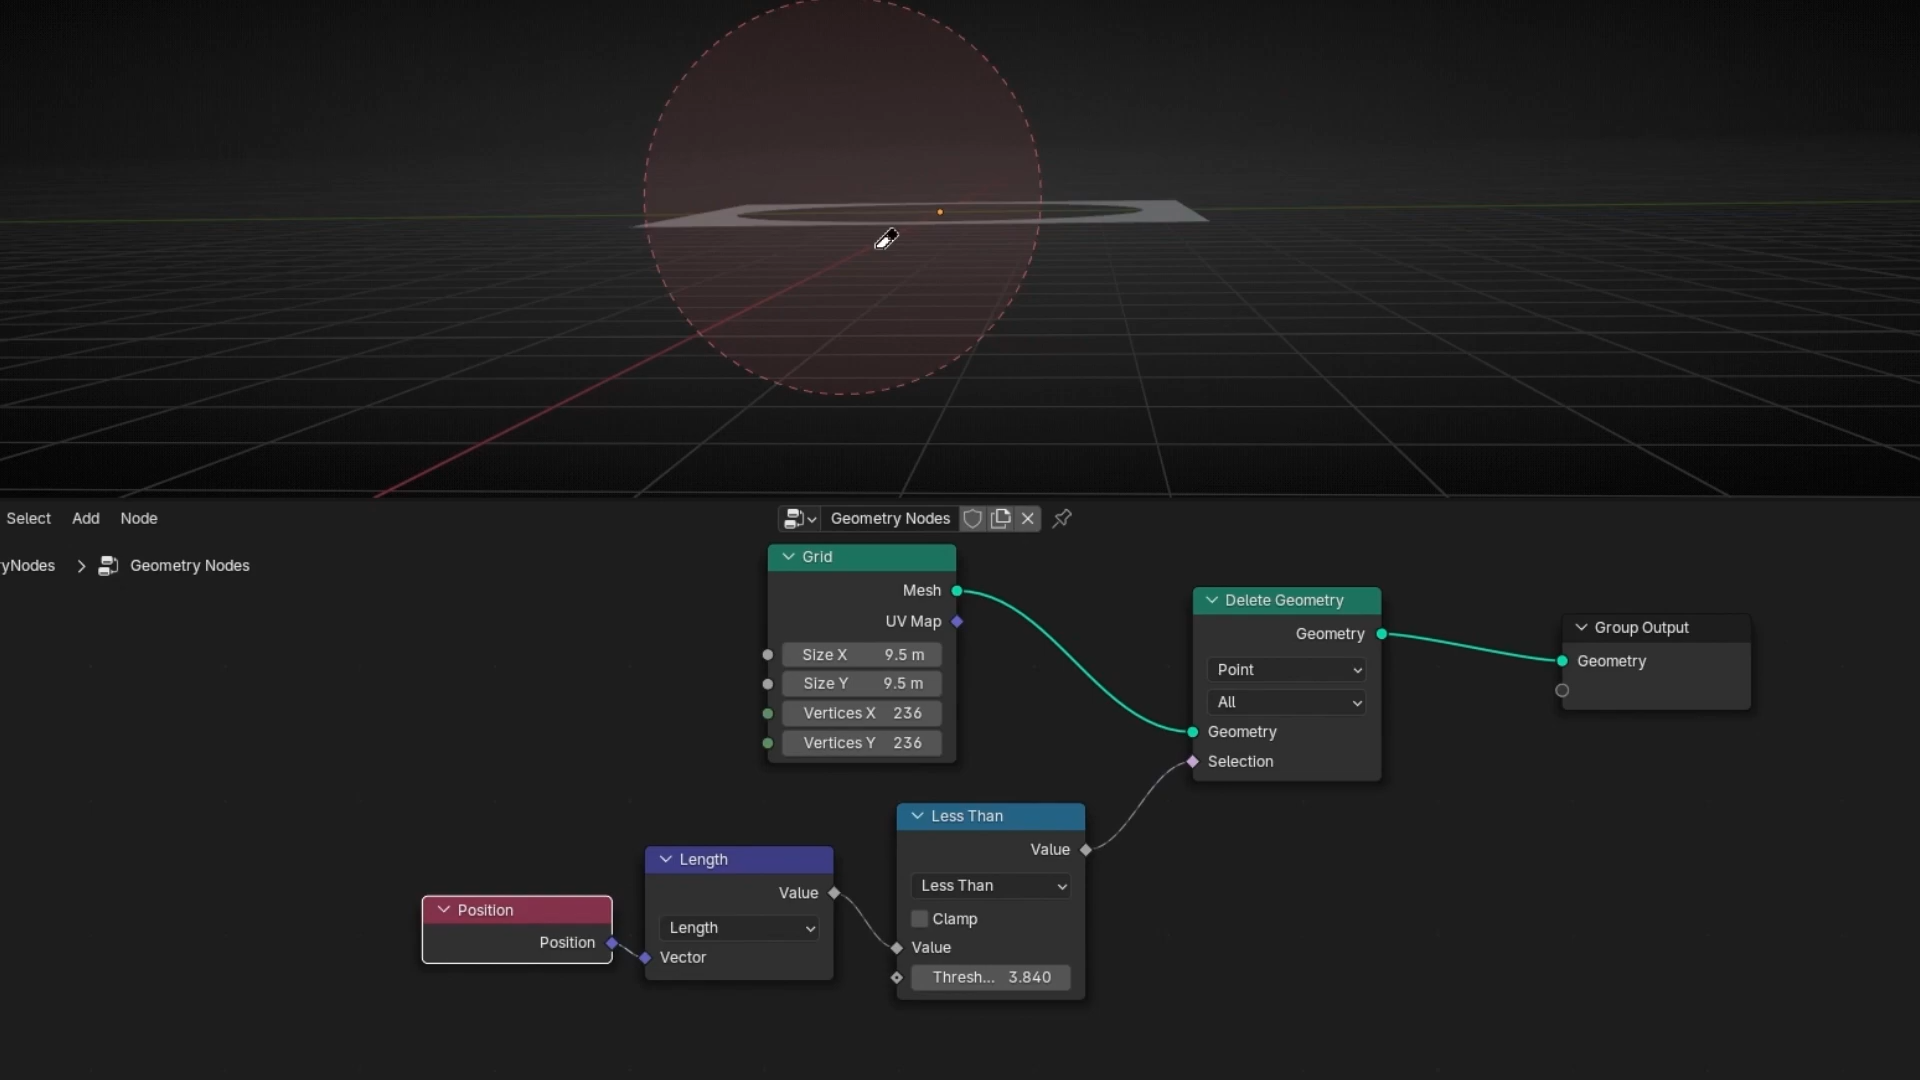 Select Add Node
Geometry Nodes
yNodes > Geometry Nodes
Grid
Mesh
UV Map
Size X 9.5 m
Size Y 9.5 m
Vertices X 236
Vertices Y 236
Delete Geometry
Geometry
Point
All
Geometry
Selection
Group Output
Geometry
Less Than
Value
Less Than
Clamp
Value
Thresh... 3.840
Length
Value
Length
Vector
Position
Position